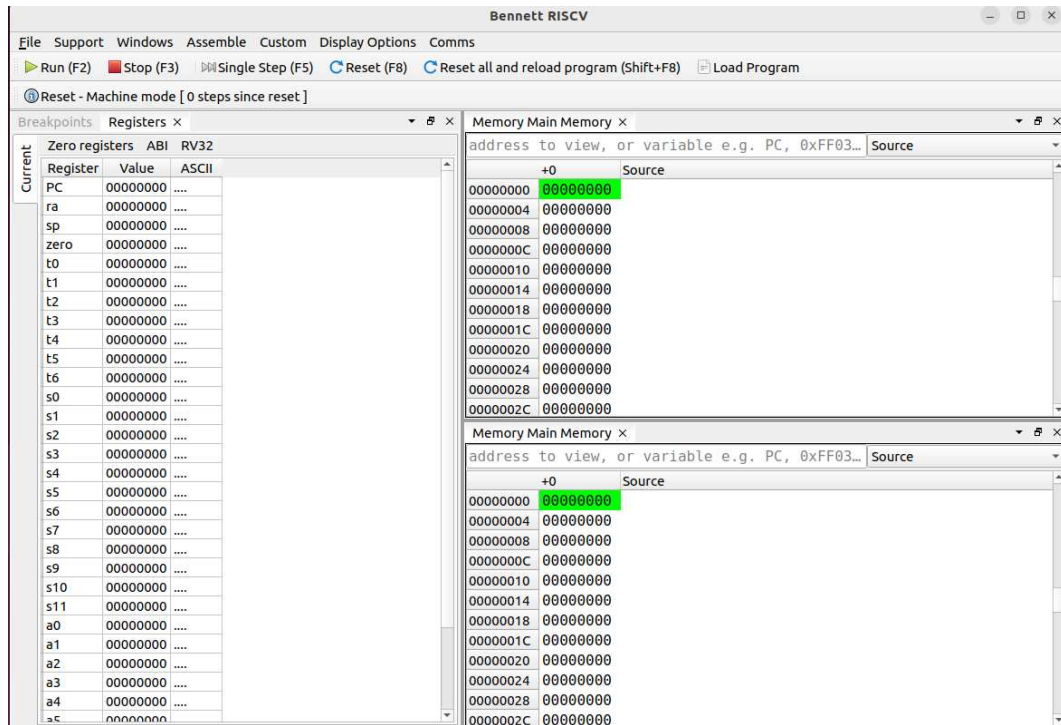 Bennett RISCV
File Support Windows Assemble Custom Display Options Comms
Run (F2) Stop (F3) Single Step (F5) Reset (F8) Reset all and reload program (Shift+F8) Load Program
Reset - Machine mode [ 0 steps since reset ]
Breakpoints Registers ×
Current
Zero registers ABI RV32
Register Value ASCII
PC 00000000 ....
ra 00000000 ....
sp 00000000 ....
zero 00000000 ....
t0 00000000 ....
t1 00000000 ....
t2 00000000 ....
t3 00000000 ....
t4 00000000 ....
t5 00000000 ....
t6 00000000 ....
s0 00000000 ....
s1 00000000 ....
s2 00000000 ....
s3 00000000 ....
s4 00000000 ....
s5 00000000 ....
s6 00000000 ....
s7 00000000 ....
s8 00000000 ....
s9 00000000 ....
s10 00000000 ....
s11 00000000 ....
a0 00000000 ....
a1 00000000 ....
a2 00000000 ....
a3 00000000 ....
a4 00000000 ....
a5 00000000
Memory Main Memory ×
address to view, or variable e.g. PC, 0xFF03… Source
+0 Source
00000000 00000000
00000004 00000000
00000008 00000000
0000000C 00000000
00000010 00000000
00000014 00000000
00000018 00000000
0000001C 00000000
00000020 00000000
00000024 00000000
00000028 00000000
0000002C 00000000
Memory Main Memory ×
address to view, or variable e.g. PC, 0xFF03… Source
+0 Source
00000000 00000000
00000004 00000000
00000008 00000000
0000000C 00000000
00000010 00000000
00000014 00000000
00000018 00000000
0000001C 00000000
00000020 00000000
00000024 00000000
00000028 00000000
0000002C 00000000